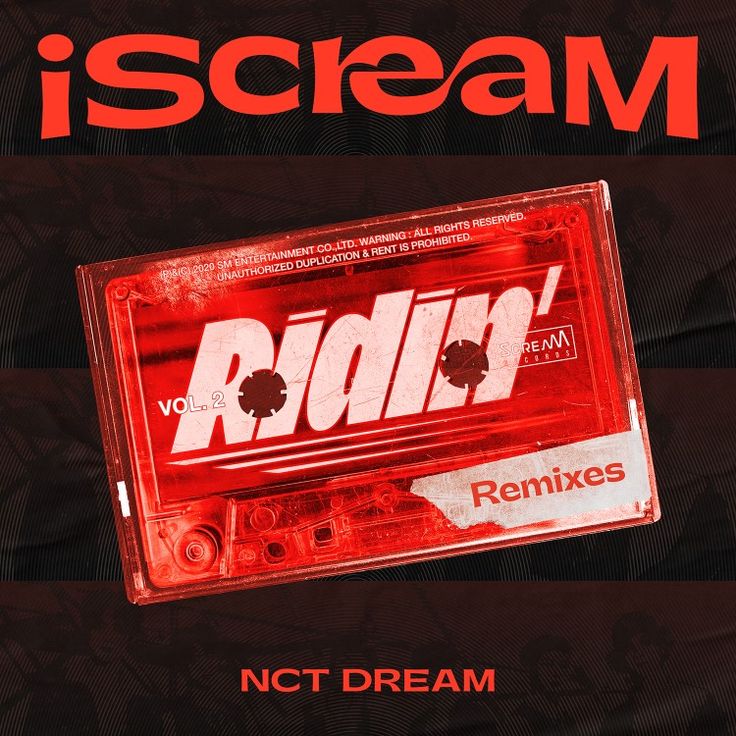 iScreaM
(P)&(C) 2020 SM ENTERTAINMENT CO.,LTD. WARNING : ALL RIGHTS RESERVED.
UNAUTHORIZED DUPLICATION & RENT IS PROHIBITED.
Ridin'
VOL. 2
ScreaM
RECORDS
Remixes
NCT DREAM